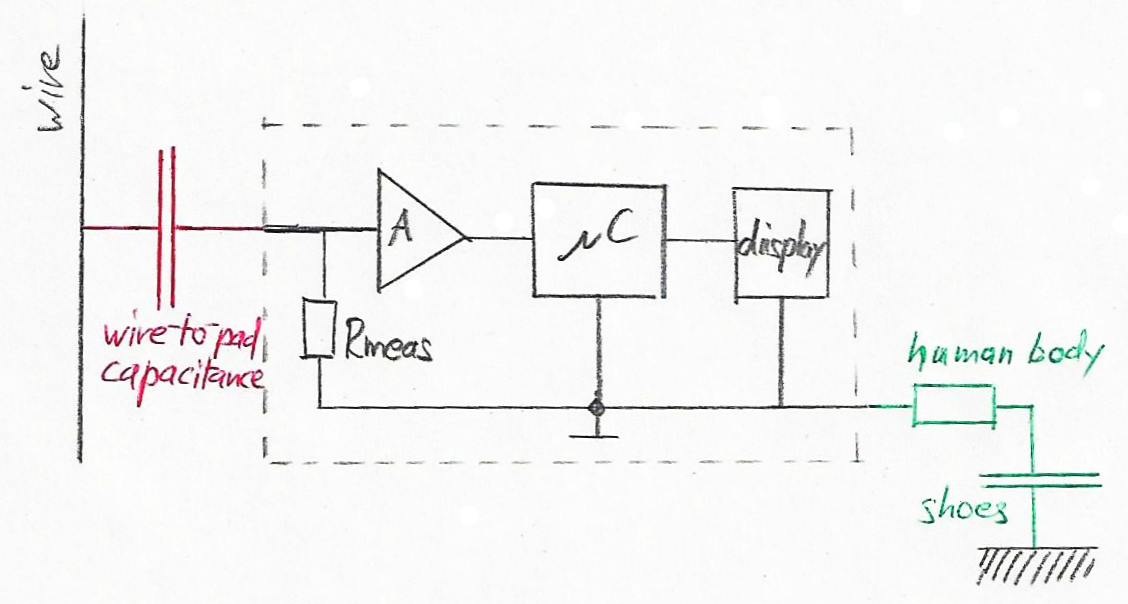 wire
A
μC
display
wire-to-pad
capacitance
Rmeas
human body
shoes